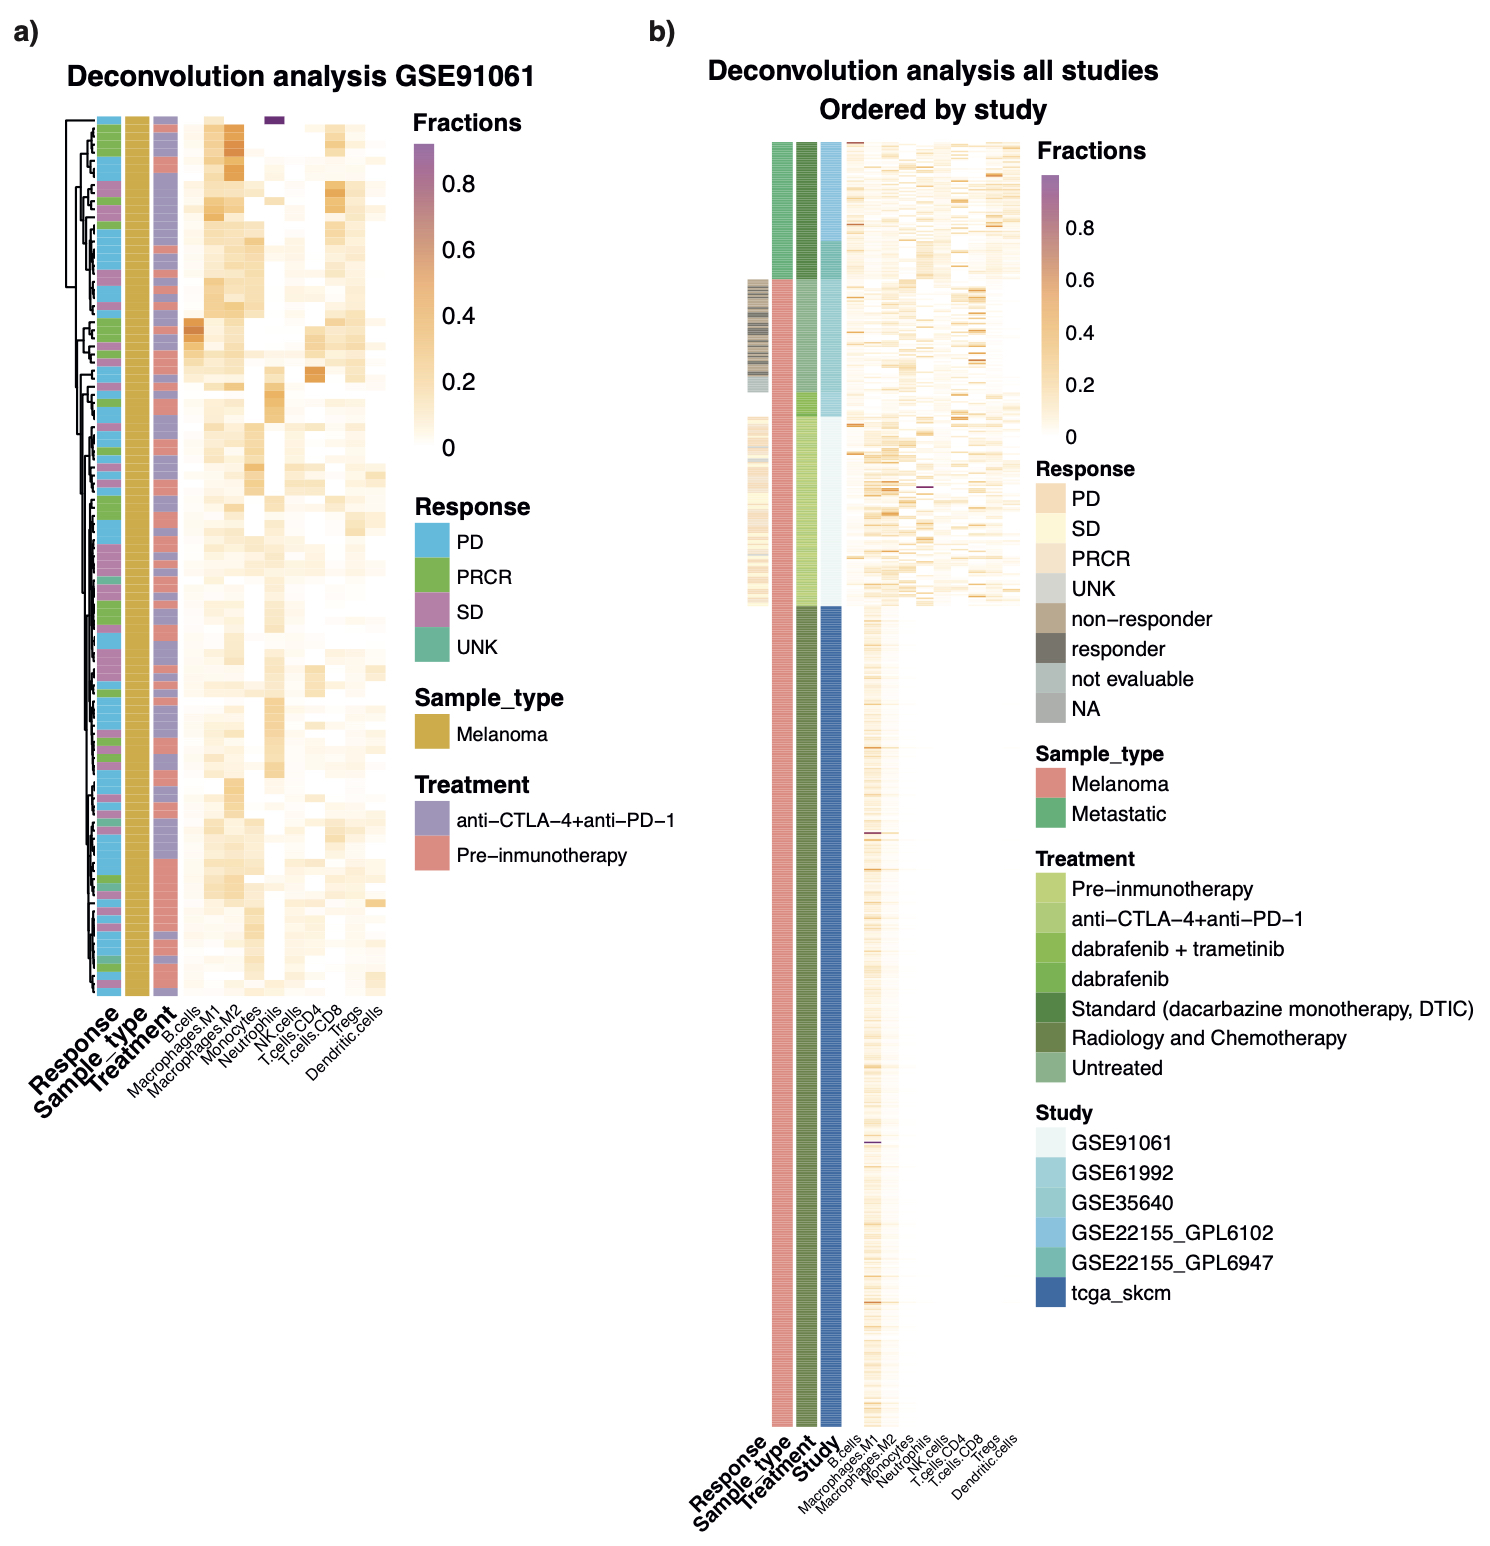 a)
Deconvolution analysis GSE91061
Fractions
0.8
0.6
0.4
0.2
0
Response
PD
PRCR
SD
UNK
Sample_type
Melanoma
Treatment
anti−CTLA−4+anti−PD−1
Pre−inmunotherapy
Response
Sample_type
Treatment
B.cells
Macrophages.M1
Macrophages.M2
Monocytes
Neutrophils
NK.cells
T.cells.CD4
T.cells.CD8
Tregs
Dendritic.cells
b)
Deconvolution analysis all studies
Ordered by study
Fractions
0.8
0.6
0.4
0.2
0
Response
PD
SD
PRCR
UNK
non−responder
responder
not evaluable
NA
Sample_type
Melanoma
Metastatic
Treatment
Pre−inmunotherapy
anti−CTLA−4+anti−PD−1
dabrafenib + trametinib
dabrafenib
Standard (dacarbazine monotherapy, DTIC)
Radiology and Chemotherapy
Untreated
Study
GSE91061
GSE61992
GSE35640
GSE22155_GPL6102
GSE22155_GPL6947
tcga_skcm
Response
Sample_type
Treatment
Study
B.cells
Macrophages.M1
Macrophages.M2
Monocytes
Neutrophils
NK.cells
T.cells.CD4
T.cells.CD8
Tregs
Dendritic.cells